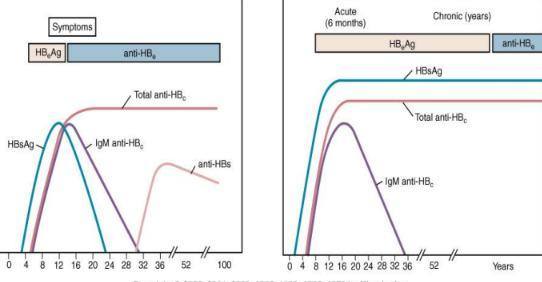 Symptoms
HBeAg
anti-HBe
Total anti-HBc
HBsAg
IgM anti-HBc
anti-HBs
0 4 8 12 16 20 24 28 32 36 52 100
Acute
(6 months)
Chronic (years)
HBeAg
anti-HBe
HBsAg
Total anti-HBc
IgM anti-HBc
0 4 8 12 16 20 24 28 32 36 52 Years